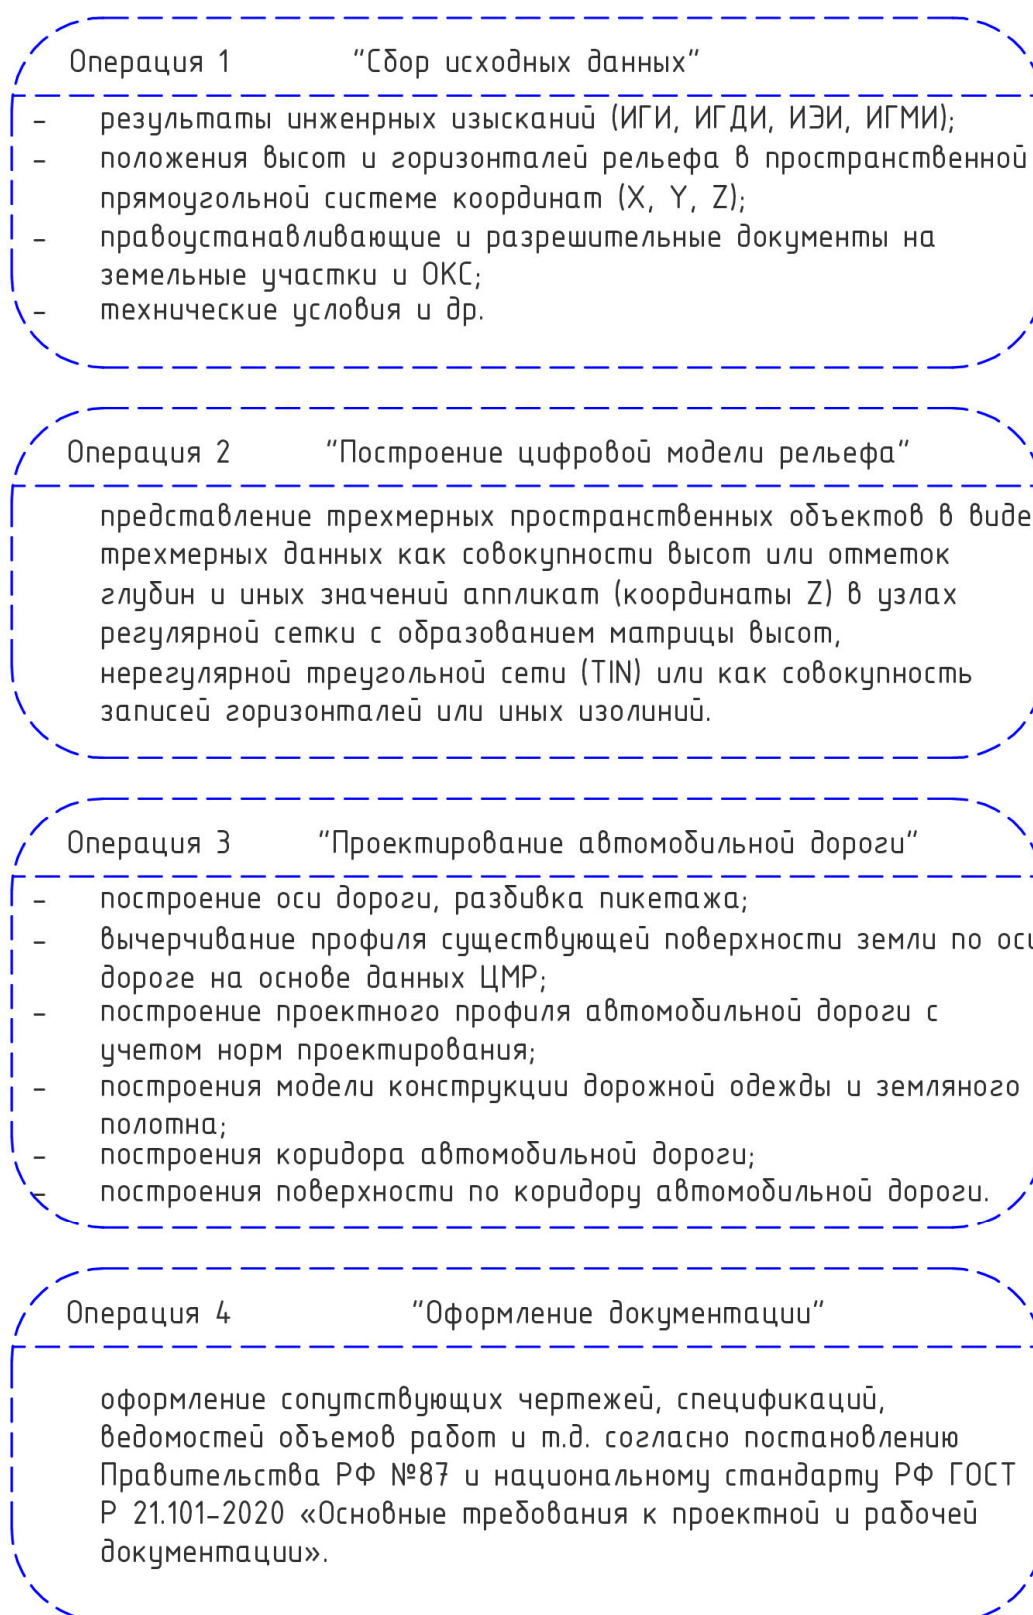 Операция 1 "Сбор исходных данных"
- результаты инженрных изысканий (ИГИ, ИГДИ, ИЭИ, ИГМИ);
- положения высот и горизонталей рельефа в пространственной
прямоугольной системе координат (X, Y, Z);
- правоустанавливающие и разрешительные документы на
земельные участки и ОКС;
- технические условия и др.
Операция 2 "Построение цифровой модели рельефа"
представление трехмерных пространственных объектов в виде
трехмерных данных как совокупности высот или отметок
глубин и иных значений аппликат (координаты Z) в узлах
регулярной сетки с образованием матрицы высот,
нерегулярной треугольной сети (TIN) или как совокупность
записей горизонталей или иных изолиний.
Операция 3 "Проектирование автомобильной дороги"
- построение оси дороги, разбивка пикетажа;
- вычерчивание профиля существующей поверхности земли по оси
дороге на основе данных ЦМР;
- построение проектного профиля автомобильной дороги с
учетом норм проектирования;
- построения модели конструкции дорожной одежды и земляного
полотна;
- построения коридора автомобильной дороги;
- построения поверхности по коридору автомобильной дороги.
Операция 4 "Оформление документации"
оформление сопутствующих чертежей, спецификаций,
ведомостей объемов работ и т.д. согласно постановлению
Правительства РФ №87 и национальному стандарту РФ ГОСТ
Р 21.101-2020 «Основные требования к проектной и рабочей
документации».